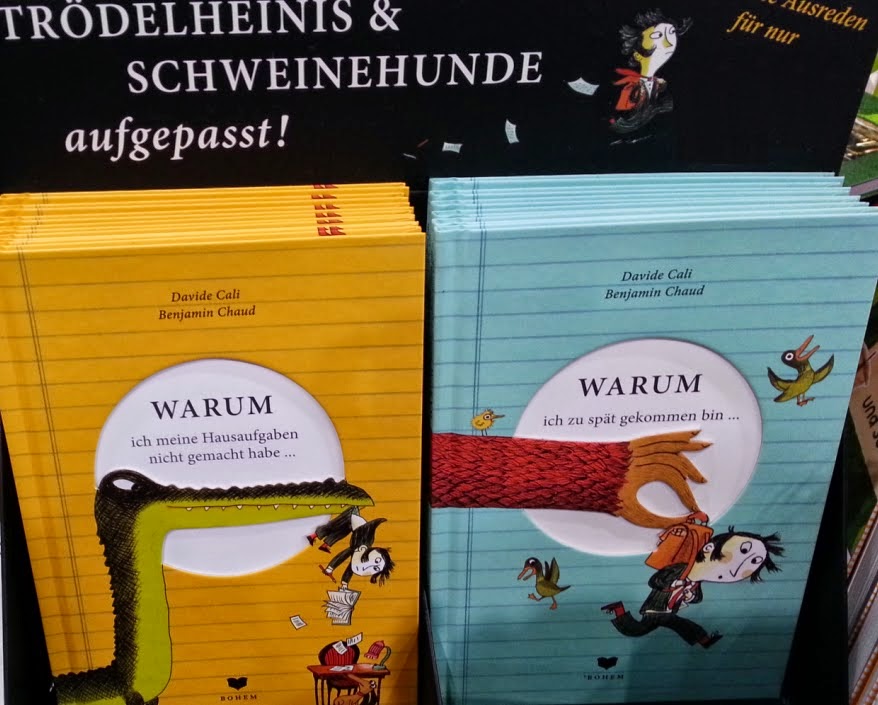 TRÖDELHEINIS &
SCHWEINEHUNDE
aufgepasst!
Ausreden
für nur
Davide Cali
Benjamin Chaud
WARUM
ich meine Hausaufgaben
nicht gemacht habe ...
BOHEM
Davide Cali
Benjamin Chaud
WARUM
ich zu spät gekommen bin ...
BOHEM
und